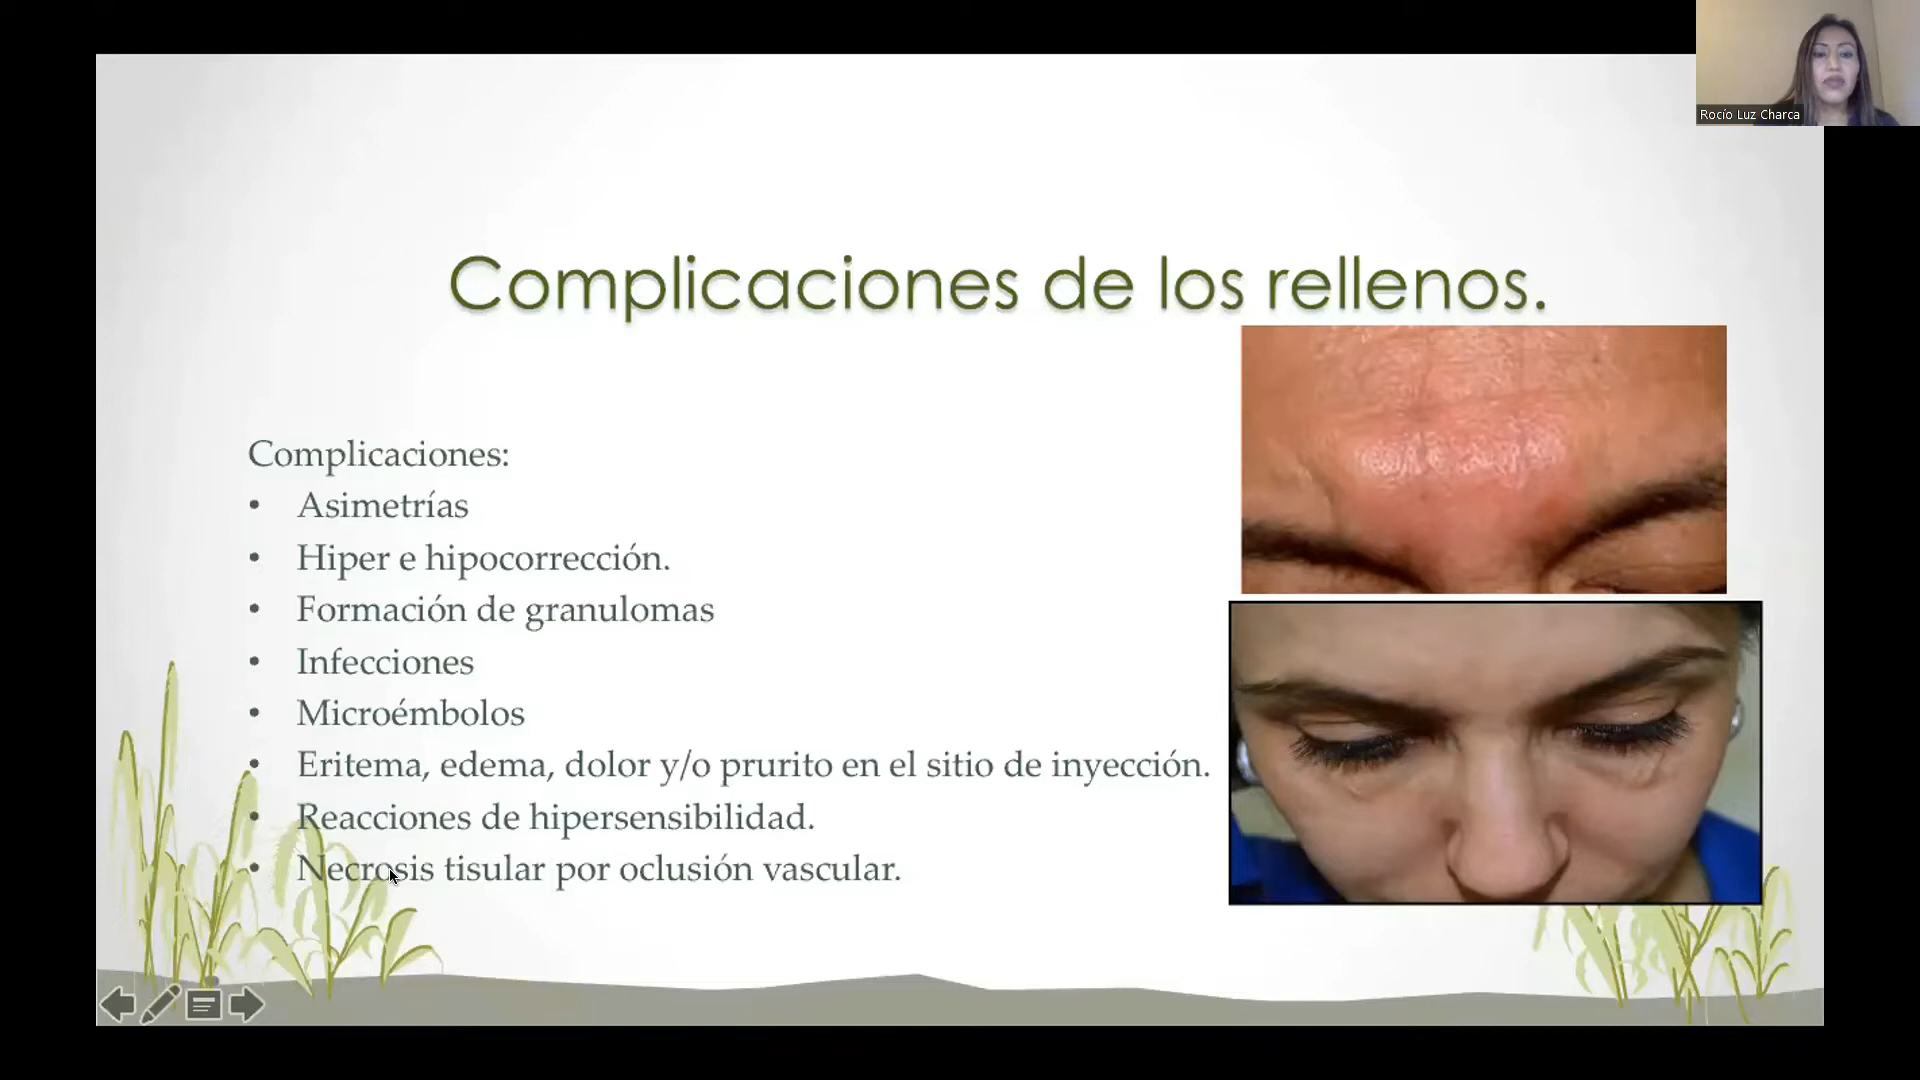 Rocío Luz Charca
Complicaciones de los rellenos.
Complicaciones:
• Asimetrías
• Hiper e hipocorrección.
• Formación de granulomas
• Infecciones
• Microémbolos
• Eritema, edema, dolor y/o prurito en el sitio de inyección.
• Reacciones de hipersensibilidad.
• Necrosis tisular por oclusión vascular.